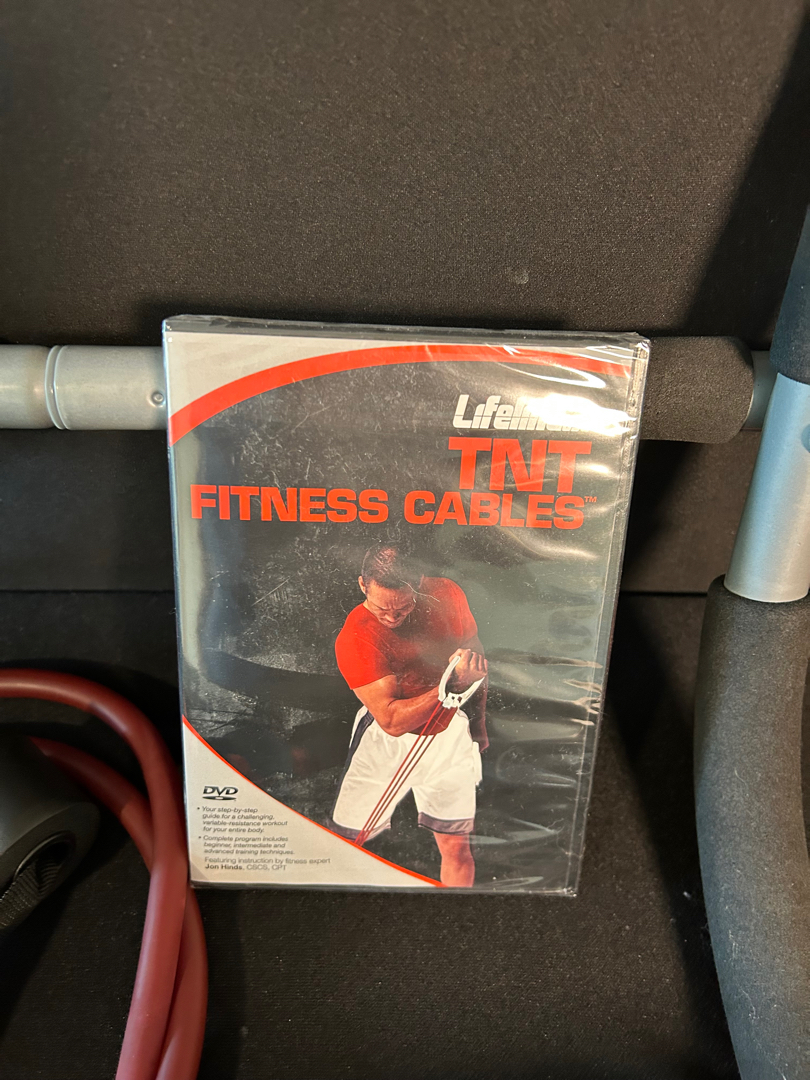 TNT
FITNESS CABLES™
DVD
• Your step-by-step
guide for a challenging,
variable-resistance workout
for your entire body.
• Complete program includes
beginner, intermediate and
advanced training techniques.
Featuring instruction by fitness expert
Jon Hinds, CSCS, CPT